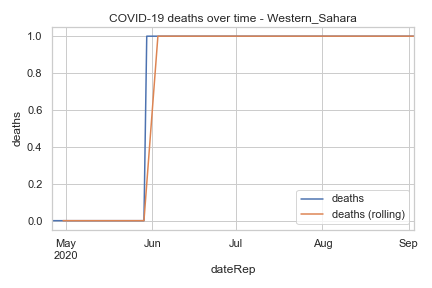 COVID-19 deaths over time - Western_Sahara
deaths
1.0
0.8
0.6
0.4
0.2
0.0
deaths
deaths (rolling)
May Jun Jul Aug Sep
2020
dateRep